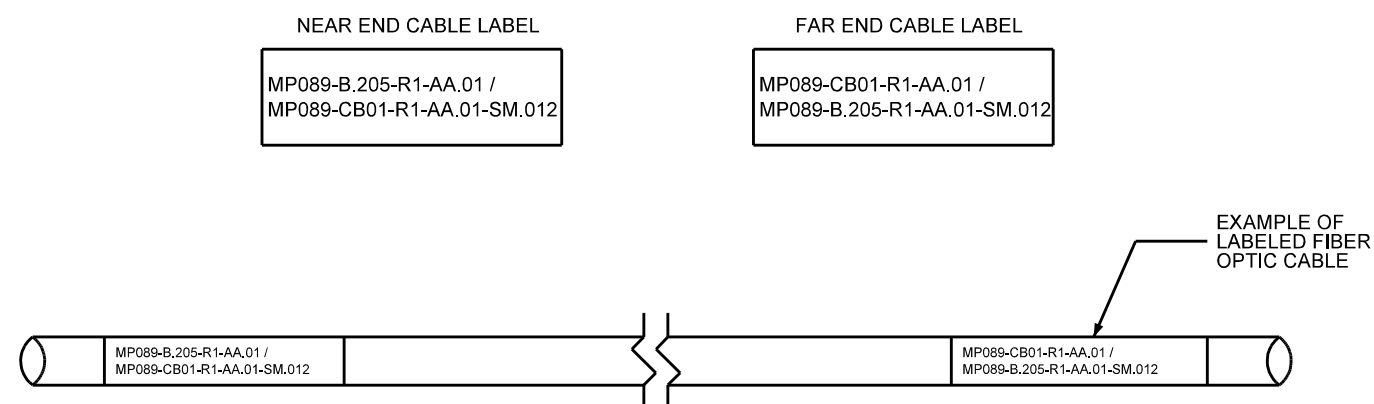 NEAR END CABLE LABEL
MP089-B.205-R1-AA.01 /
MP089-CB01-R1-AA.01-SM.012
FAR END CABLE LABEL
MP089-CB01-R1-AA.01 /
MP089-B.205-R1-AA.01-SM.012
EXAMPLE OF
LABELED FIBER
OPTIC CABLE
MP089-B.205-R1-AA.01 /
MP089-CB01-R1-AA.01-SM.012
MP089-CB01-R1-AA.01 /
MP089-B.205-R1-AA.01-SM.012